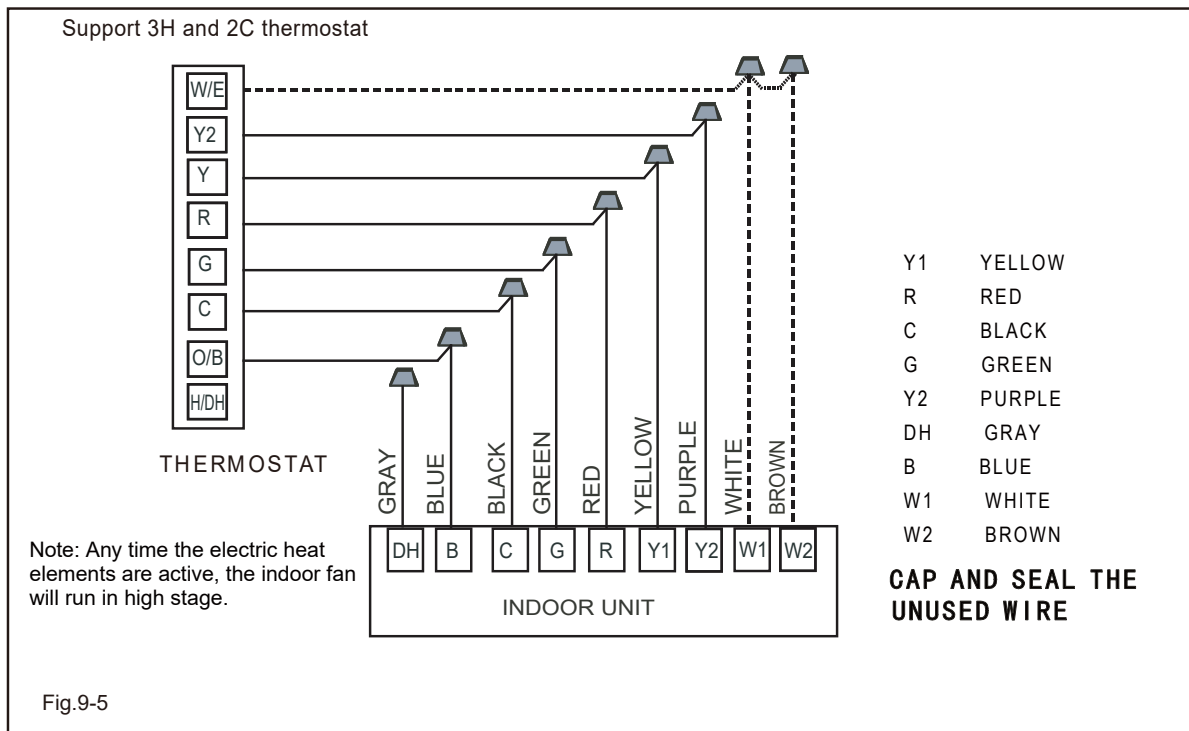 Support 3H and 2C thermostat
W/E
Y2
Y
R
G
C
O/B
H/DH
THERMOSTAT
GRAY
BLUE
BLACK
GREEN
RED
YELLOW
PURPLE
WHITE
BROWN
DH B C G R Y1 Y2 W1 W2
INDOOR UNIT
Note: Any time the electric heat
elements are active, the indoor fan
will run in high stage.
Y1 YELLOW
R RED
C BLACK
G GREEN
Y2 PURPLE
DH GRAY
B BLUE
W1 WHITE
W2 BROWN
CAP AND SEAL THE
UNUSED WIRE
Fig.9-5